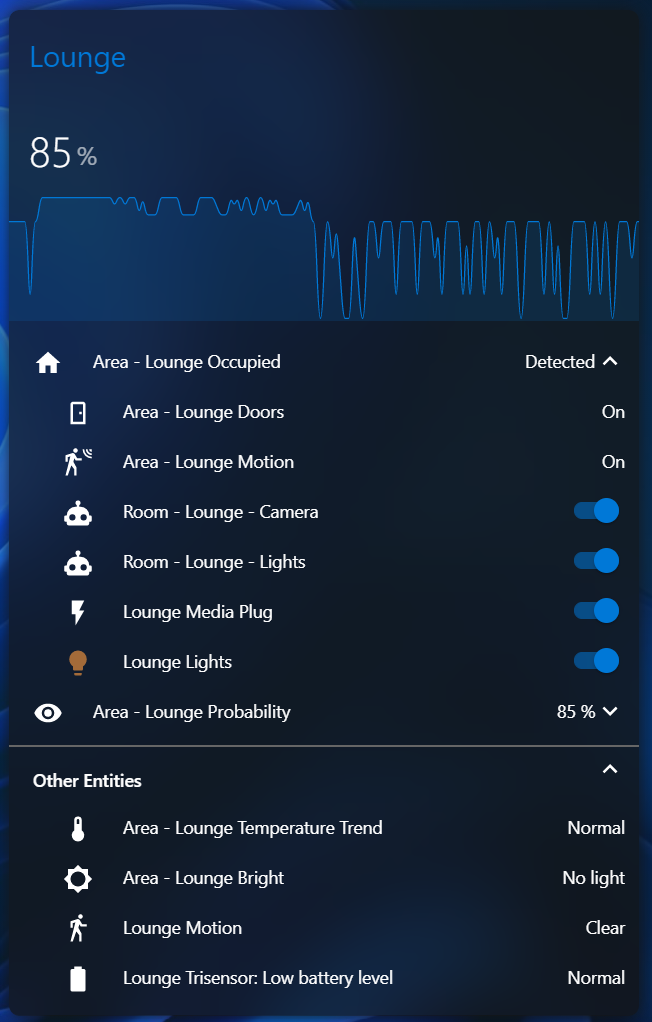 Lounge
85 %
Area - Lounge Occupied Detected
Area - Lounge Doors On
Area - Lounge Motion On
Room - Lounge - Camera
Room - Lounge - Lights
Lounge Media Plug
Lounge Lights
Area - Lounge Probability 85 %
Other Entities
Area - Lounge Temperature Trend Normal
Area - Lounge Bright No light
Lounge Motion Clear
Lounge Trisensor: Low battery level Normal